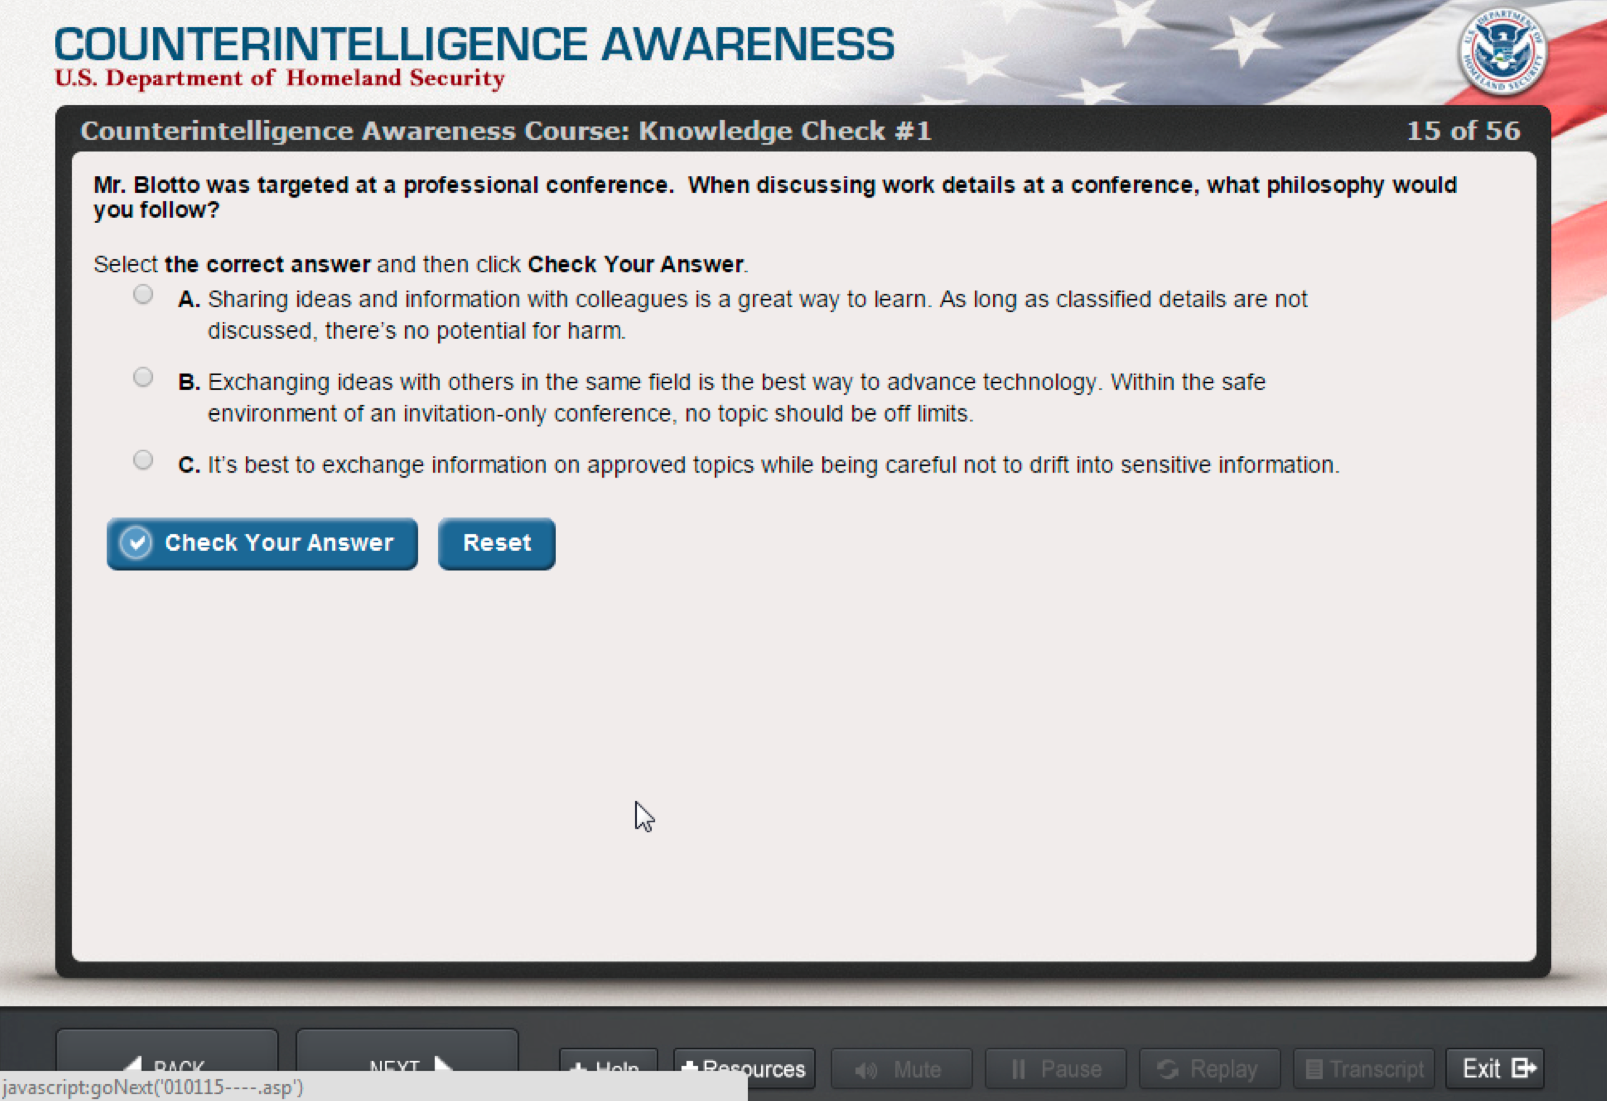 COUNTERINTELLIGENCE AWARENESS
U.S. Department of Homeland Security
Counterintelligence Awareness Course: Knowledge Check #1
15 of 56
Mr. Blotto was targeted at a professional conference.  When discussing work details at a conference, what philosophy would
you follow?
Select the correct answer and then click Check Your Answer.
A. Sharing ideas and information with colleagues is a great way to learn. As long as classified details are not
discussed, there's no potential for harm.
B. Exchanging ideas with others in the same field is the best way to advance technology. Within the safe
environment of an invitation-only conference, no topic should be off limits.
C. It's best to exchange information on approved topics while being careful not to drift into sensitive information.
Check Your Answer
Reset
BACK
NEXT
Help
Resources
Mute
Pause
Replay
Transcript
Exit
javascript:goNext('010115----.asp')